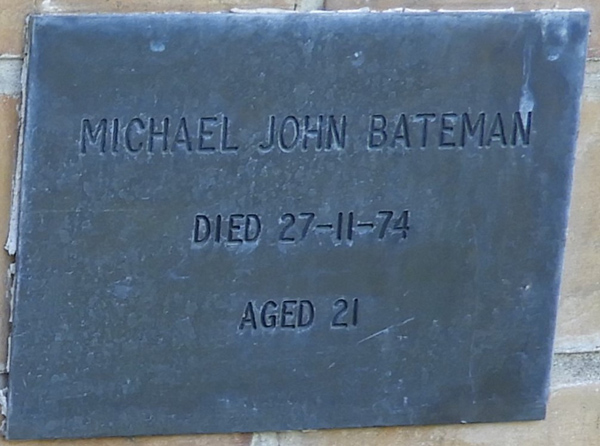 MICHAEL JOHN BATEMAN
DIED 27-11-74
AGED 21